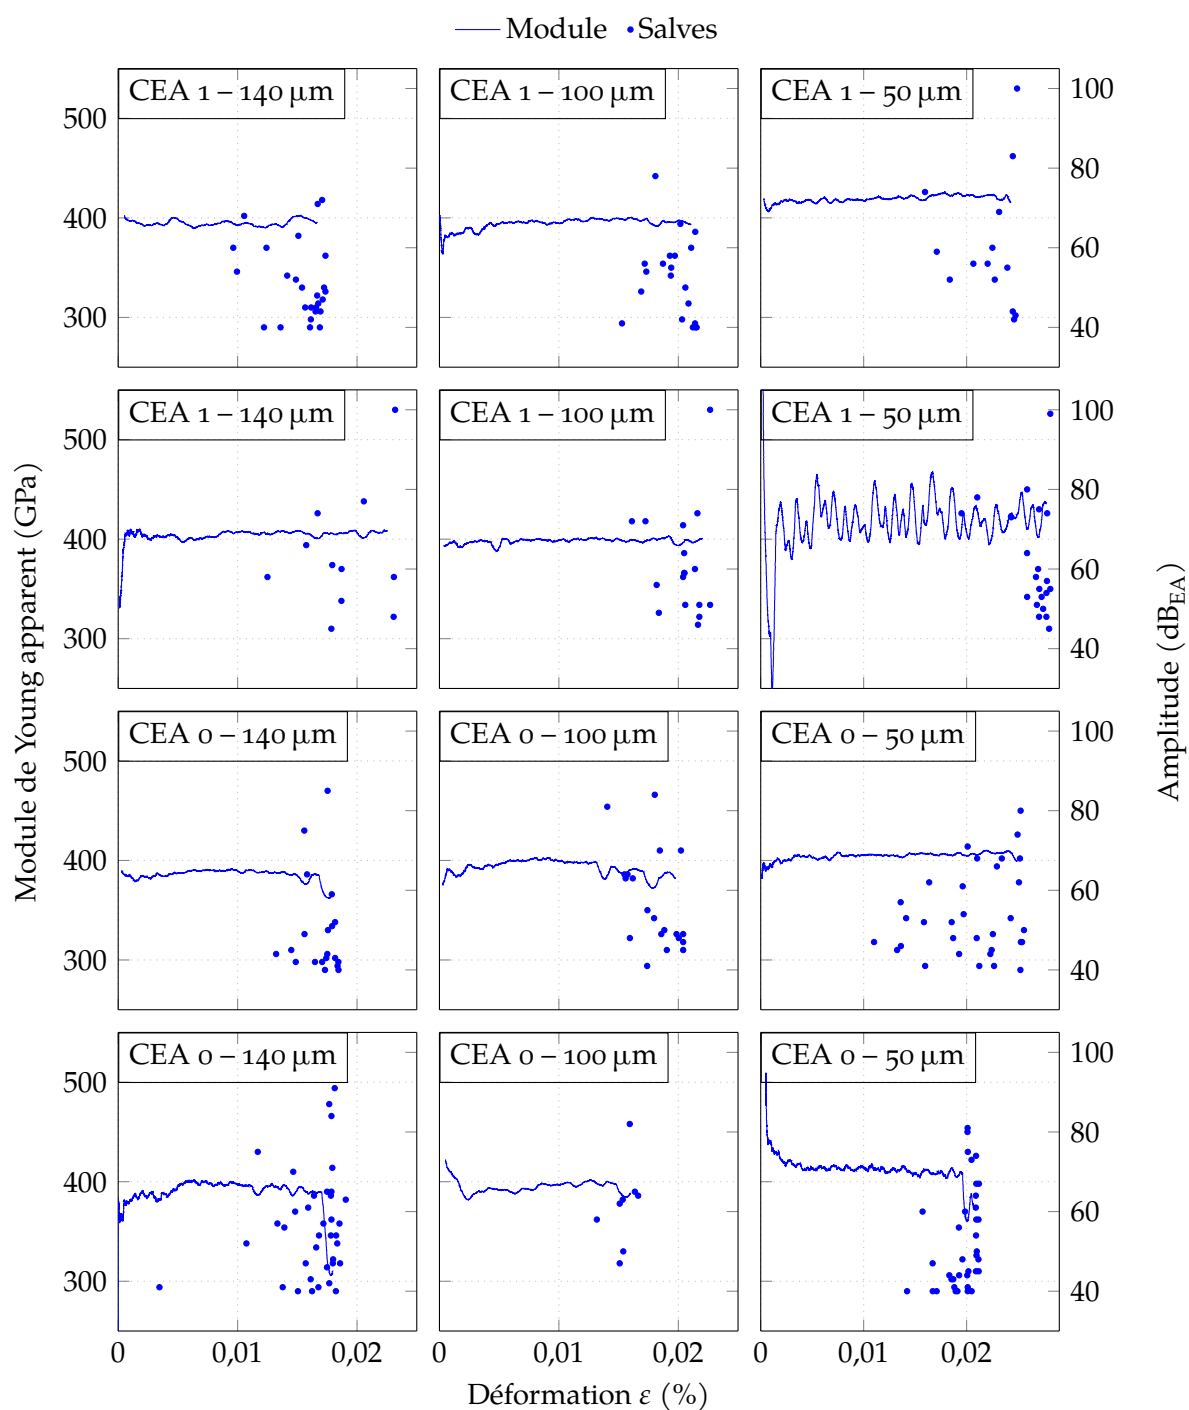 Module Salves
CEA 1 – 140 µm CEA 1 – 100 µm CEA 1 – 50 µm
500 400 300
100 80 60 40
CEA 1 – 140 µm CEA 1 – 100 µm CEA 1 – 50 µm
500 400 300
100 80 60 40
Module de Young apparent (GPa)
Amplitude (dBEA)
CEA 0 – 140 µm CEA 0 – 100 µm CEA 0 – 50 µm
500 400 300
100 80 60 40
CEA 0 – 140 µm CEA 0 – 100 µm CEA 0 – 50 µm
500 400 300
100 80 60 40
0 0,01 0,02 0 0,01 0,02 0 0,01 0,02
Déformation ε (%)